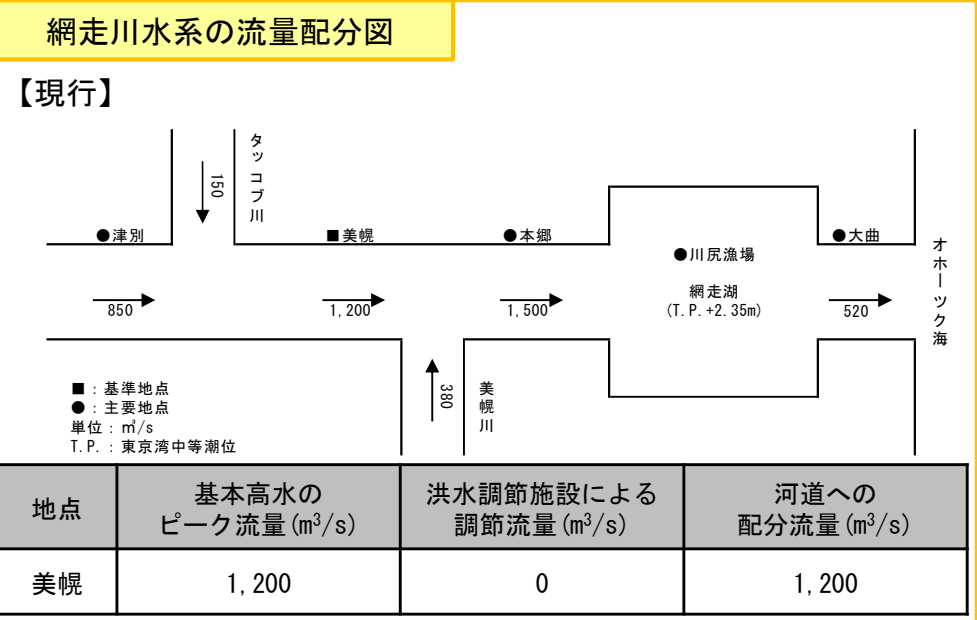 網走川水系の流量配分図
【現行】
タッコブ川
150
●津別
■美幌
●本郷
●川尻漁場
●大曲
オホーツク海
網走湖
(T.P.+2.35m)
850
1,200
1,500
520
380
美幌川
■：基準地点
●：主要地点
単位：㎥/s
T.P.：東京湾中等潮位
地点
基本高水の
ピーク流量(m³/s)
洪水調節施設による
調節流量(m³/s)
河道への
配分流量(m³/s)
美幌
1,200
0
1,200